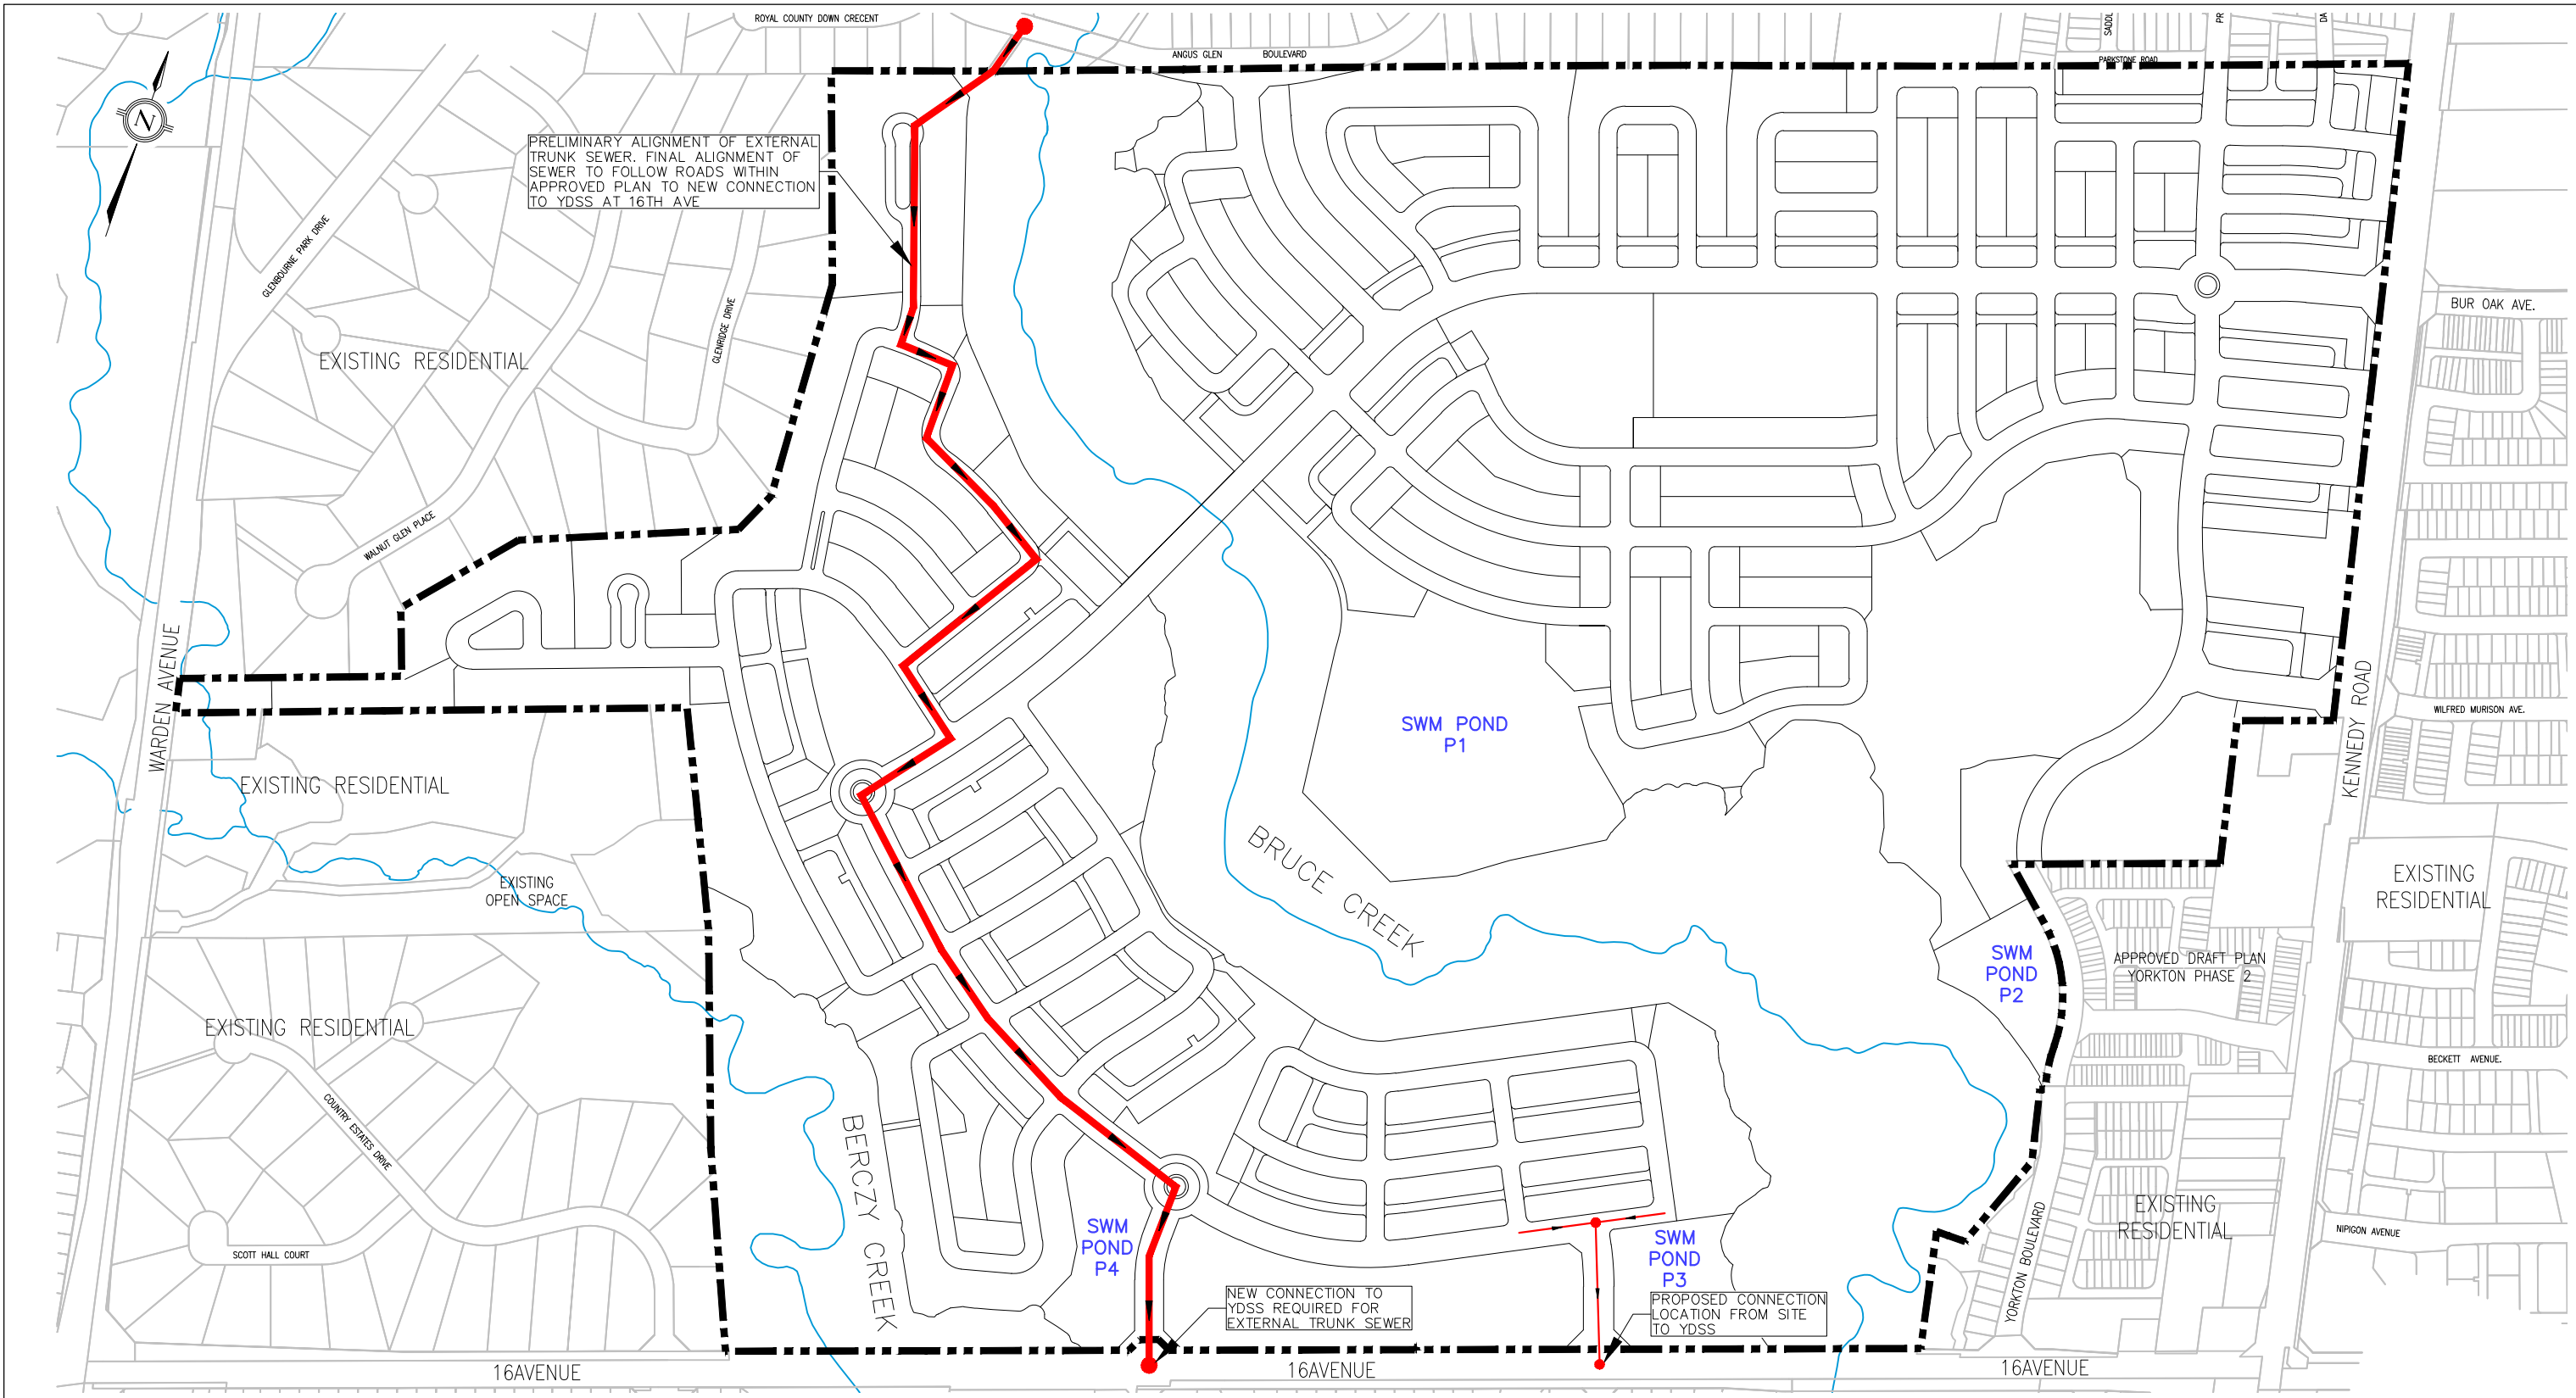 ROYAL COUNTY DOWN CRECENT
ANGUS GLEN BOULEVARD
SADDL
PR
DA
PARKSTONE ROAD
N
PRELIMINARY ALIGNMENT OF EXTERNAL
TRUNK SEWER. FINAL ALIGNMENT OF
SEWER TO FOLLOW ROADS WITHIN
APPROVED PLAN TO NEW CONNECTION
TO YDSS AT 16TH AVE
GLENBOURNE PARK DRIVE
GLENRIDGE DRIVE
EXISTING RESIDENTIAL
BUR OAK AVE.
WALNUT GLEN PLACE
WARDEN AVENUE
KENNEDY ROAD
WILFRED MURISON AVE.
SWM POND
P1
EXISTING RESIDENTIAL
BRUCE CREEK
EXISTING
OPEN SPACE
EXISTING
RESIDENTIAL
SWM
POND
P2
APPROVED DRAFT PLAN
YORKTON PHASE 2
EXISTING RESIDENTIAL
BECKETT AVENUE.
COUNTRY ESTATES DRIVE
BERCZY CREEK
SWM
POND
P4
SWM
POND
P3
EXISTING
RESIDENTIAL
NIPIGON AVENUE
SCOTT HALL COURT
YORKTON BOULEVARD
NEW CONNECTION TO
YDSS REQUIRED FOR
EXTERNAL TRUNK SEWER
PROPOSED CONNECTION
LOCATION FROM SITE
TO YDSS
16AVENUE
16AVENUE
16AVENUE